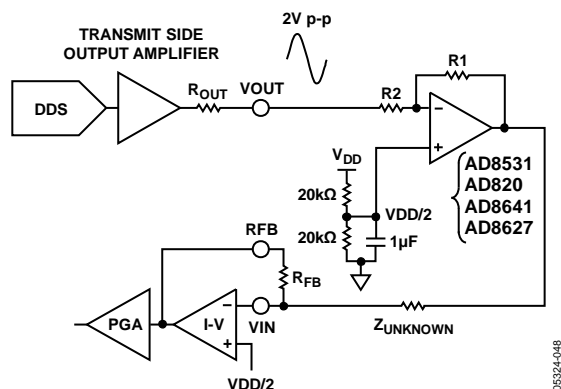 2V p-p
TRANSMIT SIDE
OUTPUT AMPLIFIER
DDS
ROUT
VOUT
R2
R1
−
+
VDD
20kΩ
VDD/2
20kΩ
1µF
AD8531
AD820
AD8641
AD8627
RFB
RFB
PGA
I-V
−
+
VIN
ZUNKNOWN
VDD/2
05324-048